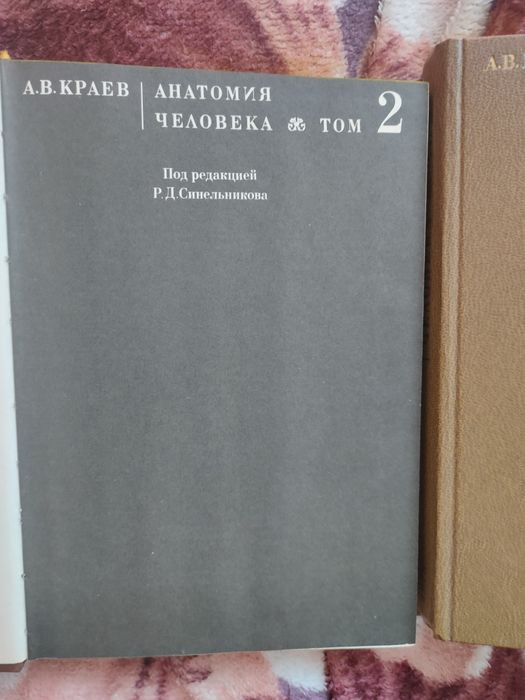 А.В.КРАЕВ
АНАТОМИЯ
ЧЕЛОВЕКА ТОМ 2
Под редакцией
Р.Д.Синельникова
А.В.